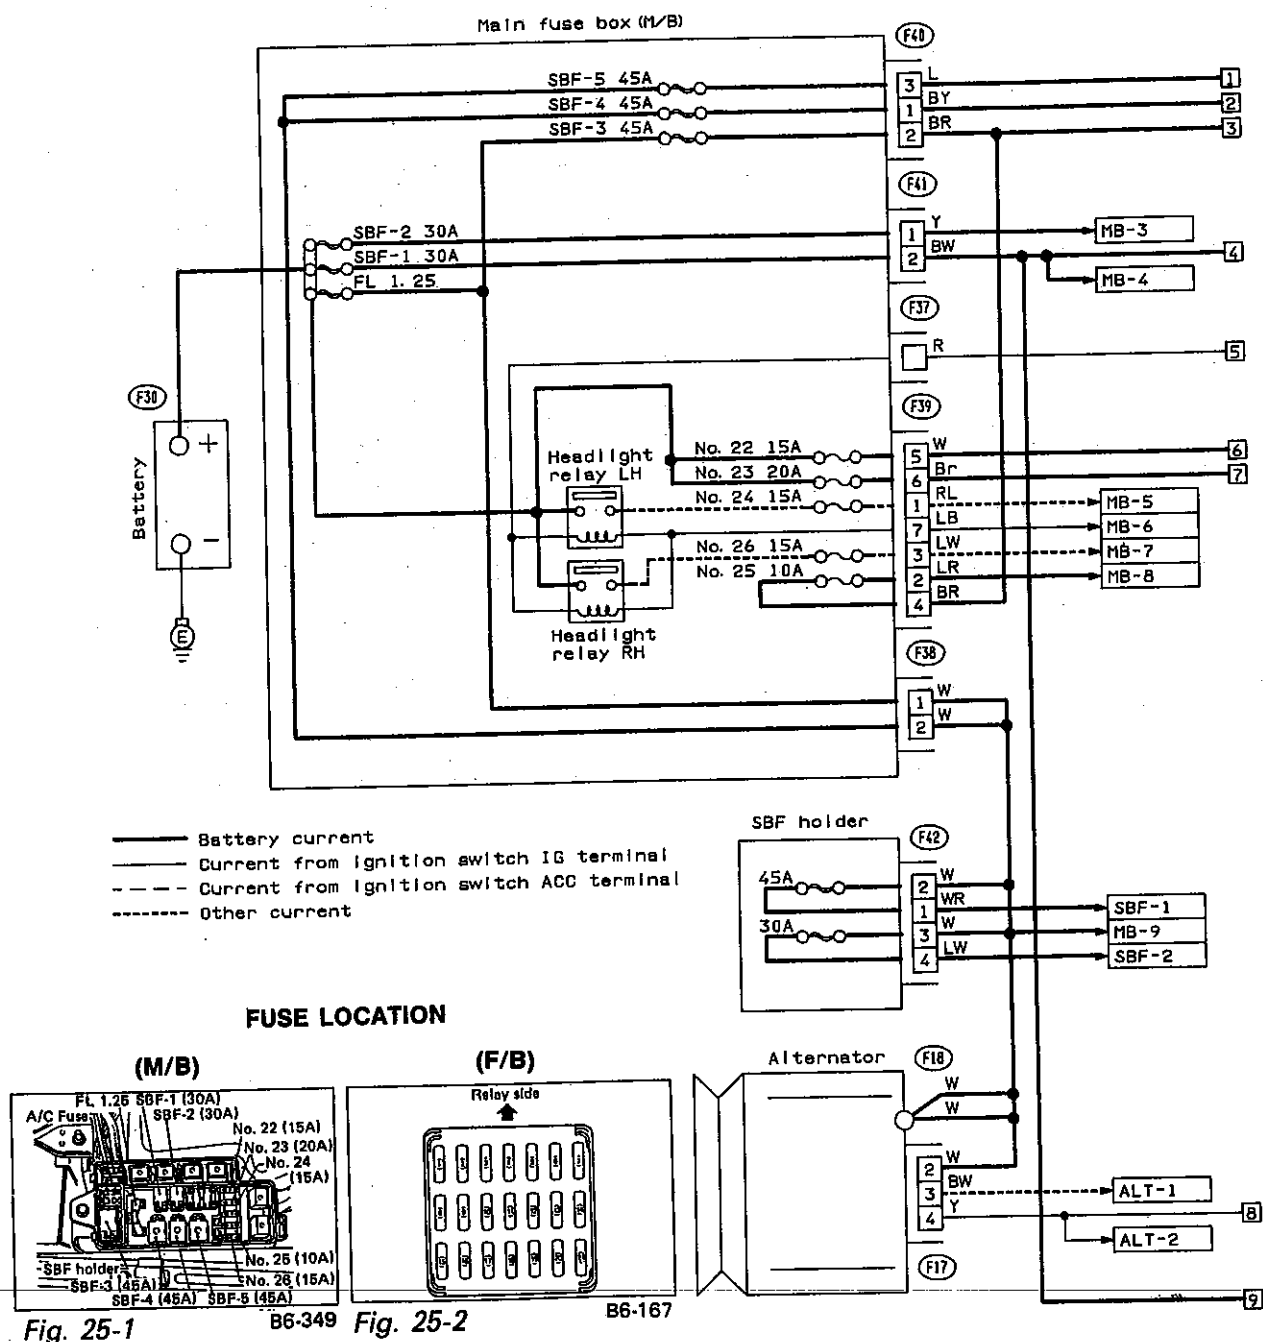 Main fuse box (M/B)
F40
SBF-5 45A
3
L
1
SBF-4 45A
1
BY
2
SBF-3 45A
2
BR
3
F41
SBF-2 30A
1
Y
MB-3
SBF-1 30A
2
BW
4
FL 1.25
MB-4
F37
R
5
F30
F39
Battery
+
-
E
Headlight
relay LH
No. 22 15A
5
W
6
No. 23 20A
6
Br
7
No. 24 15A
1
RL
MB-5
7
LB
MB-6
No. 26 15A
3
LW
MB-7
No. 25 10A
2
LR
MB-8
4
BR
Headlight
relay RH
F38
1
W
2
W
Battery current
Current from ignition switch IG terminal
Current from ignition switch ACC terminal
Other current
SBF holder
F42
45A
2
W
1
WR
SBF-1
30A
3
W
MB-9
4
LW
SBF-2
FUSE LOCATION
(M/B)
(F/B)
Alternator
F18
W
W
2
W
3
BW
ALT-1
4
Y
8
ALT-2
F17
9
FL 1.25 SBF-1 (30A)
A/C Fuse
SBF-2 (30A)
No. 22 (15A)
No. 23 (20A)
No. 24
(15A)
SBF holder
No. 25 (10A)
SBF-3 (45A)
No. 26 (15A)
SBF-4 (45A)
SBF-5 (45A)
B6-349
Fig. 25-1
Relay side
B6-167
Fig. 25-2